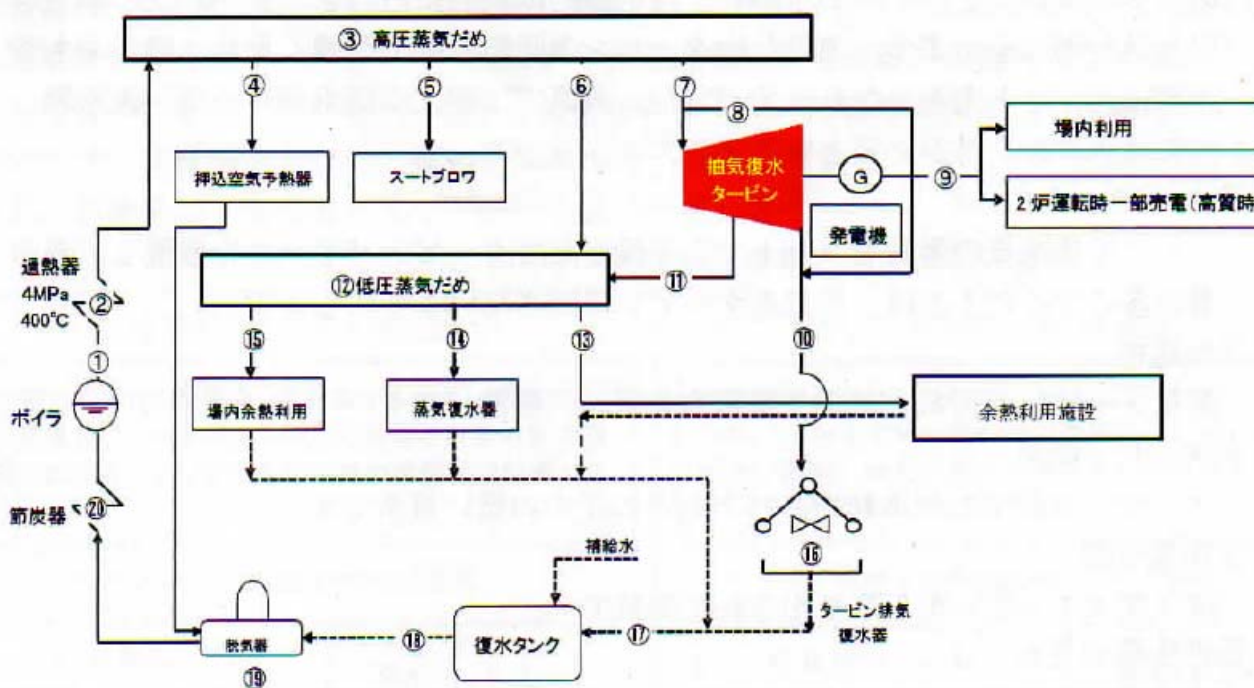 ③ 高圧蒸気だめ
④
⑤
⑥
⑦
⑧
押込空気予熱器
スートブロワ
抽気復水
タービン
G
⑨
場内利用
2炉運転時一部売電(高質時
発電機
過熱器
4MPa
400℃
②
⑫低圧蒸気だめ
⑪
①
⑮
⑭
⑬
⑩
ボイラ
場内余熱利用
蒸気復水器
余熱利用施設
節炭器
⑳
補給水
⑯
タービン排気
復水器
脱気器
⑱
復水タンク
⑰
⑲